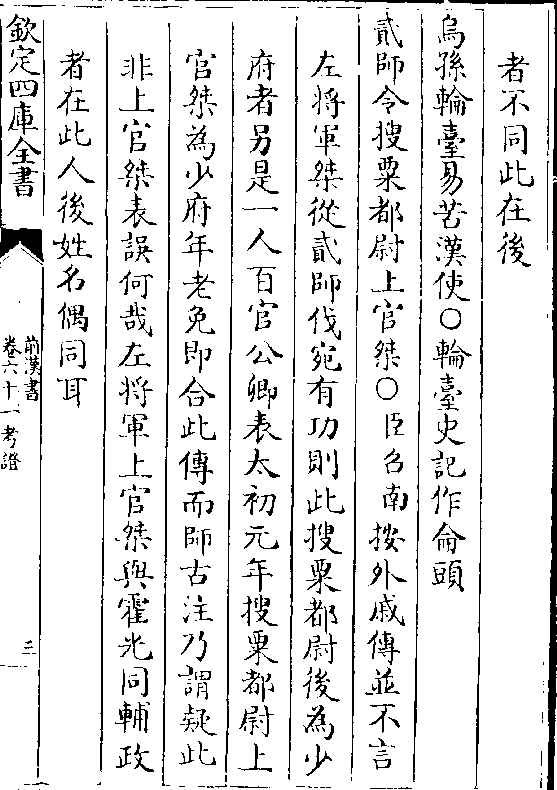 者不同此在後
烏孫輪臺易苦漢使○輪臺史記作侖頭
貳師令搜粟都尉上官桀○臣召南按外戚傳並不言
左將軍桀從貳師伐宛有功則此搜粟都尉後為少
府者另是一人百官公卿表太初元年搜粟都尉上
官桀為少府年老免即合此傳而師古注乃謂疑此
非上官桀表誤何哉左將軍上官桀與霍光同輔政
者在此人後姓名偶同耳
欽定四庫全書
前漢書
卷六十一考證
三